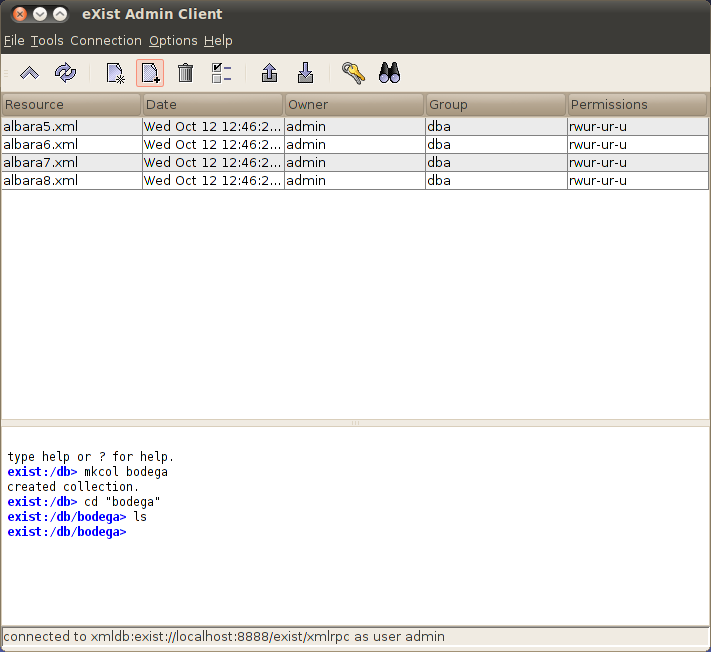 eXist Admin Client
File Tools Connection Options Help
Resource Date Owner Group Permissions
albara5.xml Wed Oct 12 12:46:2... admin dba rwur-ur-u
albara6.xml Wed Oct 12 12:46:2... admin dba rwur-ur-u
albara7.xml Wed Oct 12 12:46:2... admin dba rwur-ur-u
albara8.xml Wed Oct 12 12:46:2... admin dba rwur-ur-u
type help or ? for help.
exist:/db> mkcol bodega
created collection.
exist:/db> cd "bodega"
exist:/db/bodega> ls
exist:/db/bodega>
connected to xmldb:exist://localhost:8888/exist/xmlrpc as user admin